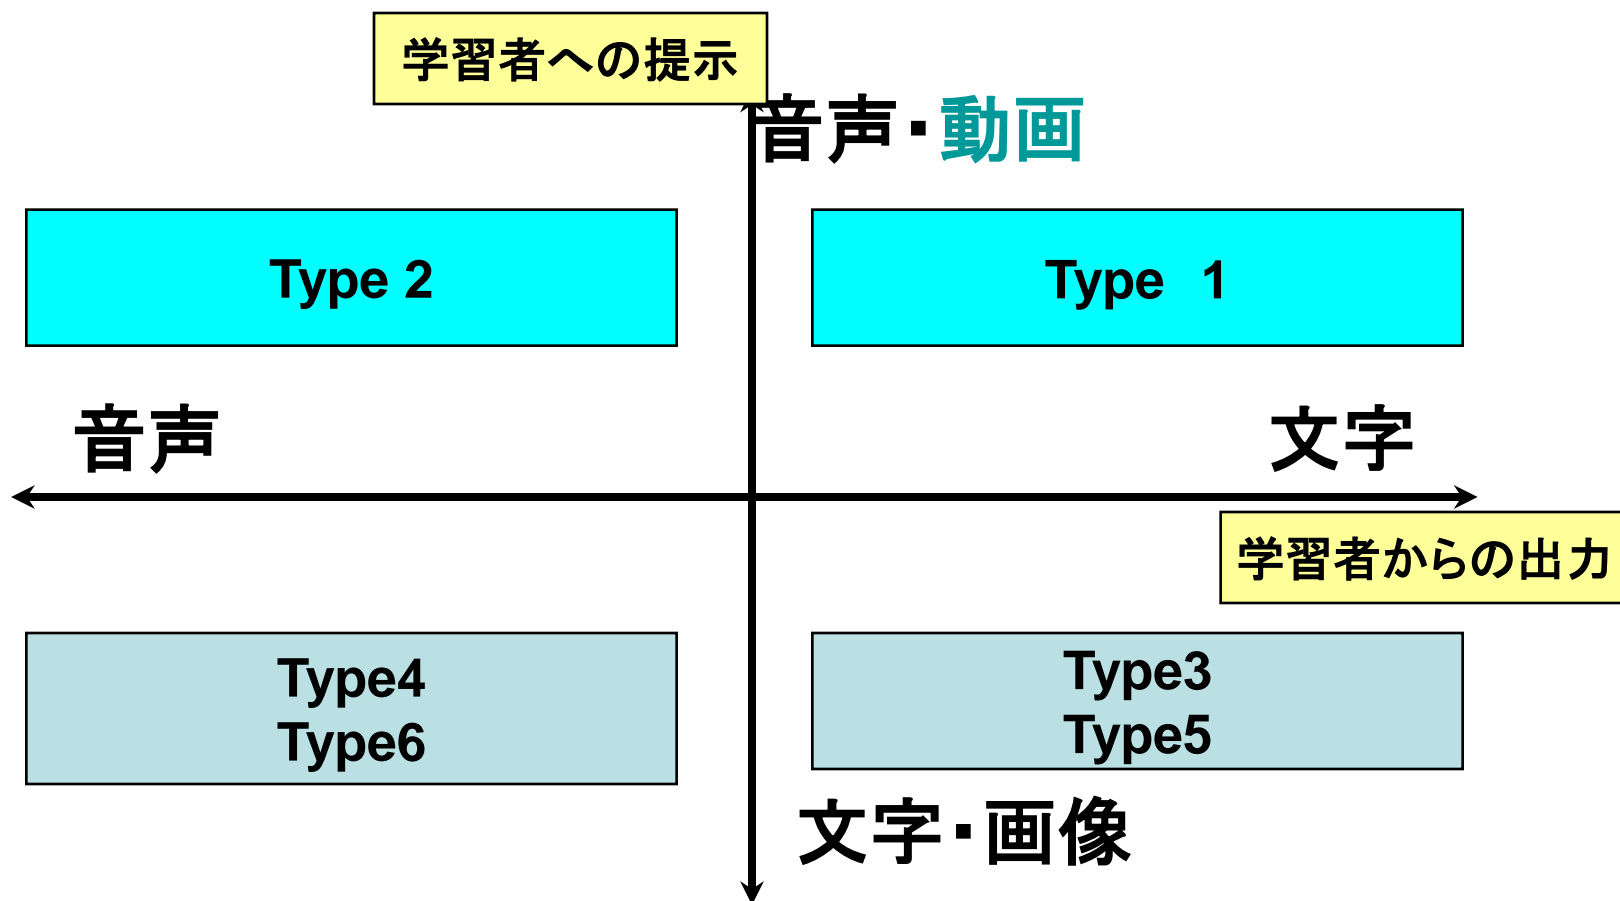 学習者への提示
音声・動画
Type 2
Type 1
音声
文字
学習者からの出力
Type4
Type6
Type3
Type5
文字・画像